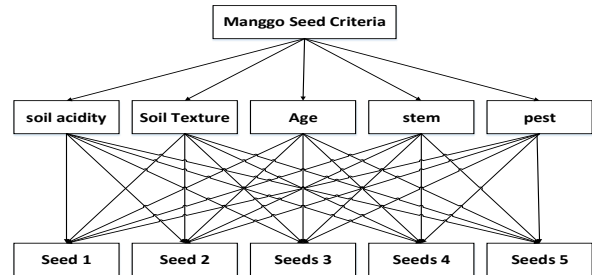 Manggo Seed Criteria
soil acidity
Soil Texture
Age
stem
pest
Seed 1
Seed 2
Seeds 3
Seeds 4
Seeds 5